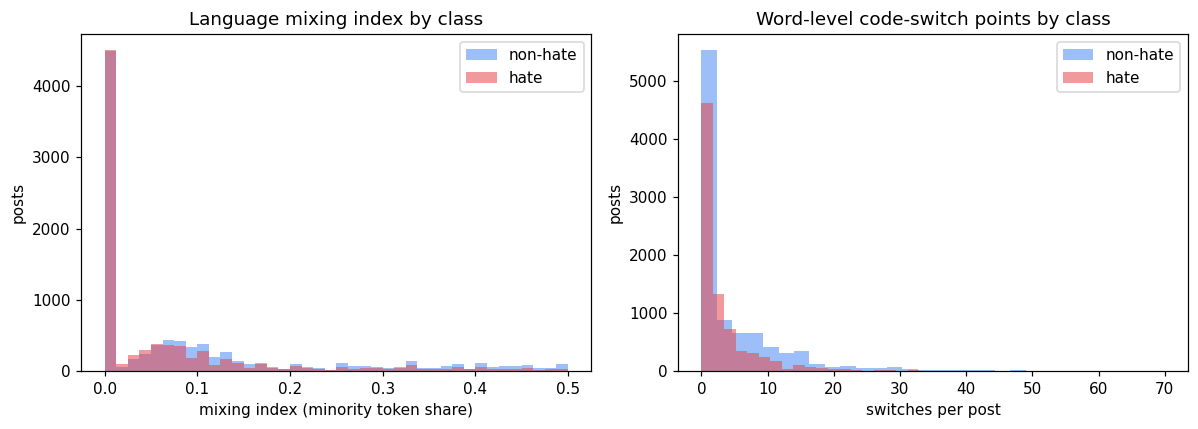 Language mixing index by class
non-hate
hate
4000
3000
2000
1000
0
0.0 0.1 0.2 0.3 0.4 0.5
mixing index (minority token share)
posts
Word-level code-switch points by class
non-hate
hate
5000
4000
3000
2000
1000
0
0 10 20 30 40 50 60 70
switches per post
posts